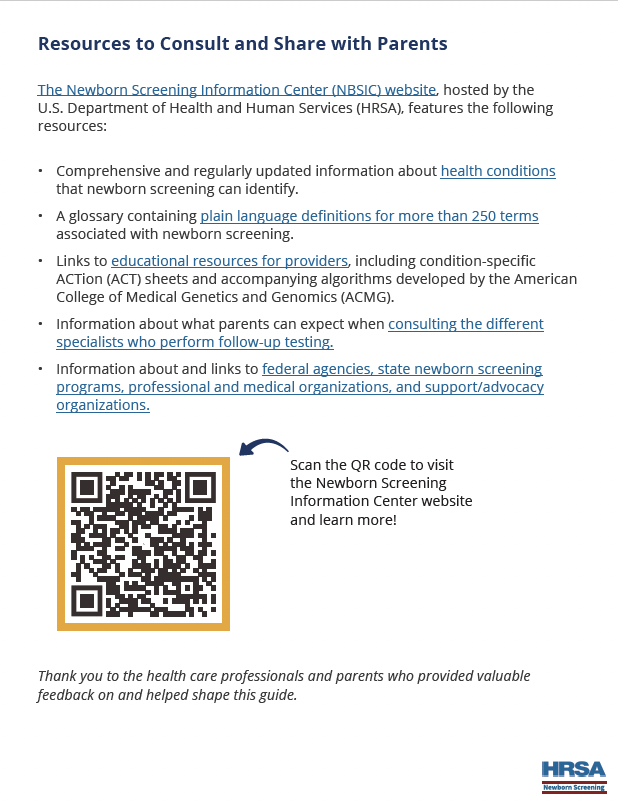 Resources to Consult and Share with Parents
The Newborn Screening Information Center (NBSIC) website, hosted by the
U.S. Department of Health and Human Services (HRSA), features the following
resources:
• Comprehensive and regularly updated information about health conditions
that newborn screening can identify.
• A glossary containing plain language definitions for more than 250 terms
associated with newborn screening.
• Links to educational resources for providers, including condition-specific
ACTion (ACT) sheets and accompanying algorithms developed by the American
College of Medical Genetics and Genomics (ACMG).
• Information about what parents can expect when consulting the different
specialists who perform follow-up testing.
• Information about and links to federal agencies, state newborn screening
programs, professional and medical organizations, and support/advocacy
organizations.
Scan the QR code to visit
the Newborn Screening
Information Center website
and learn more!
Thank you to the health care professionals and parents who provided valuable
feedback on and helped shape this guide.
HRSA
Newborn Screening